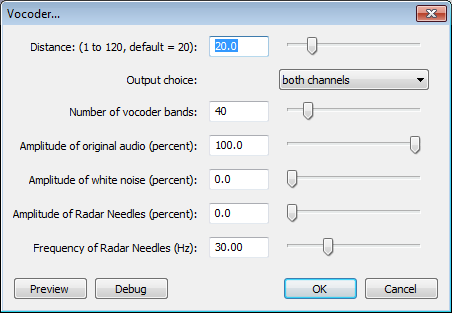 Vocoder...
Distance: (1 to 120, default = 20): 20.0
Output choice: both channels
Number of vocoder bands: 40
Amplitude of original audio (percent): 100.0
Amplitude of white noise (percent): 0.0
Amplitude of Radar Needles (percent): 0.0
Frequency of Radar Needles (Hz): 30.00
Preview Debug OK Cancel